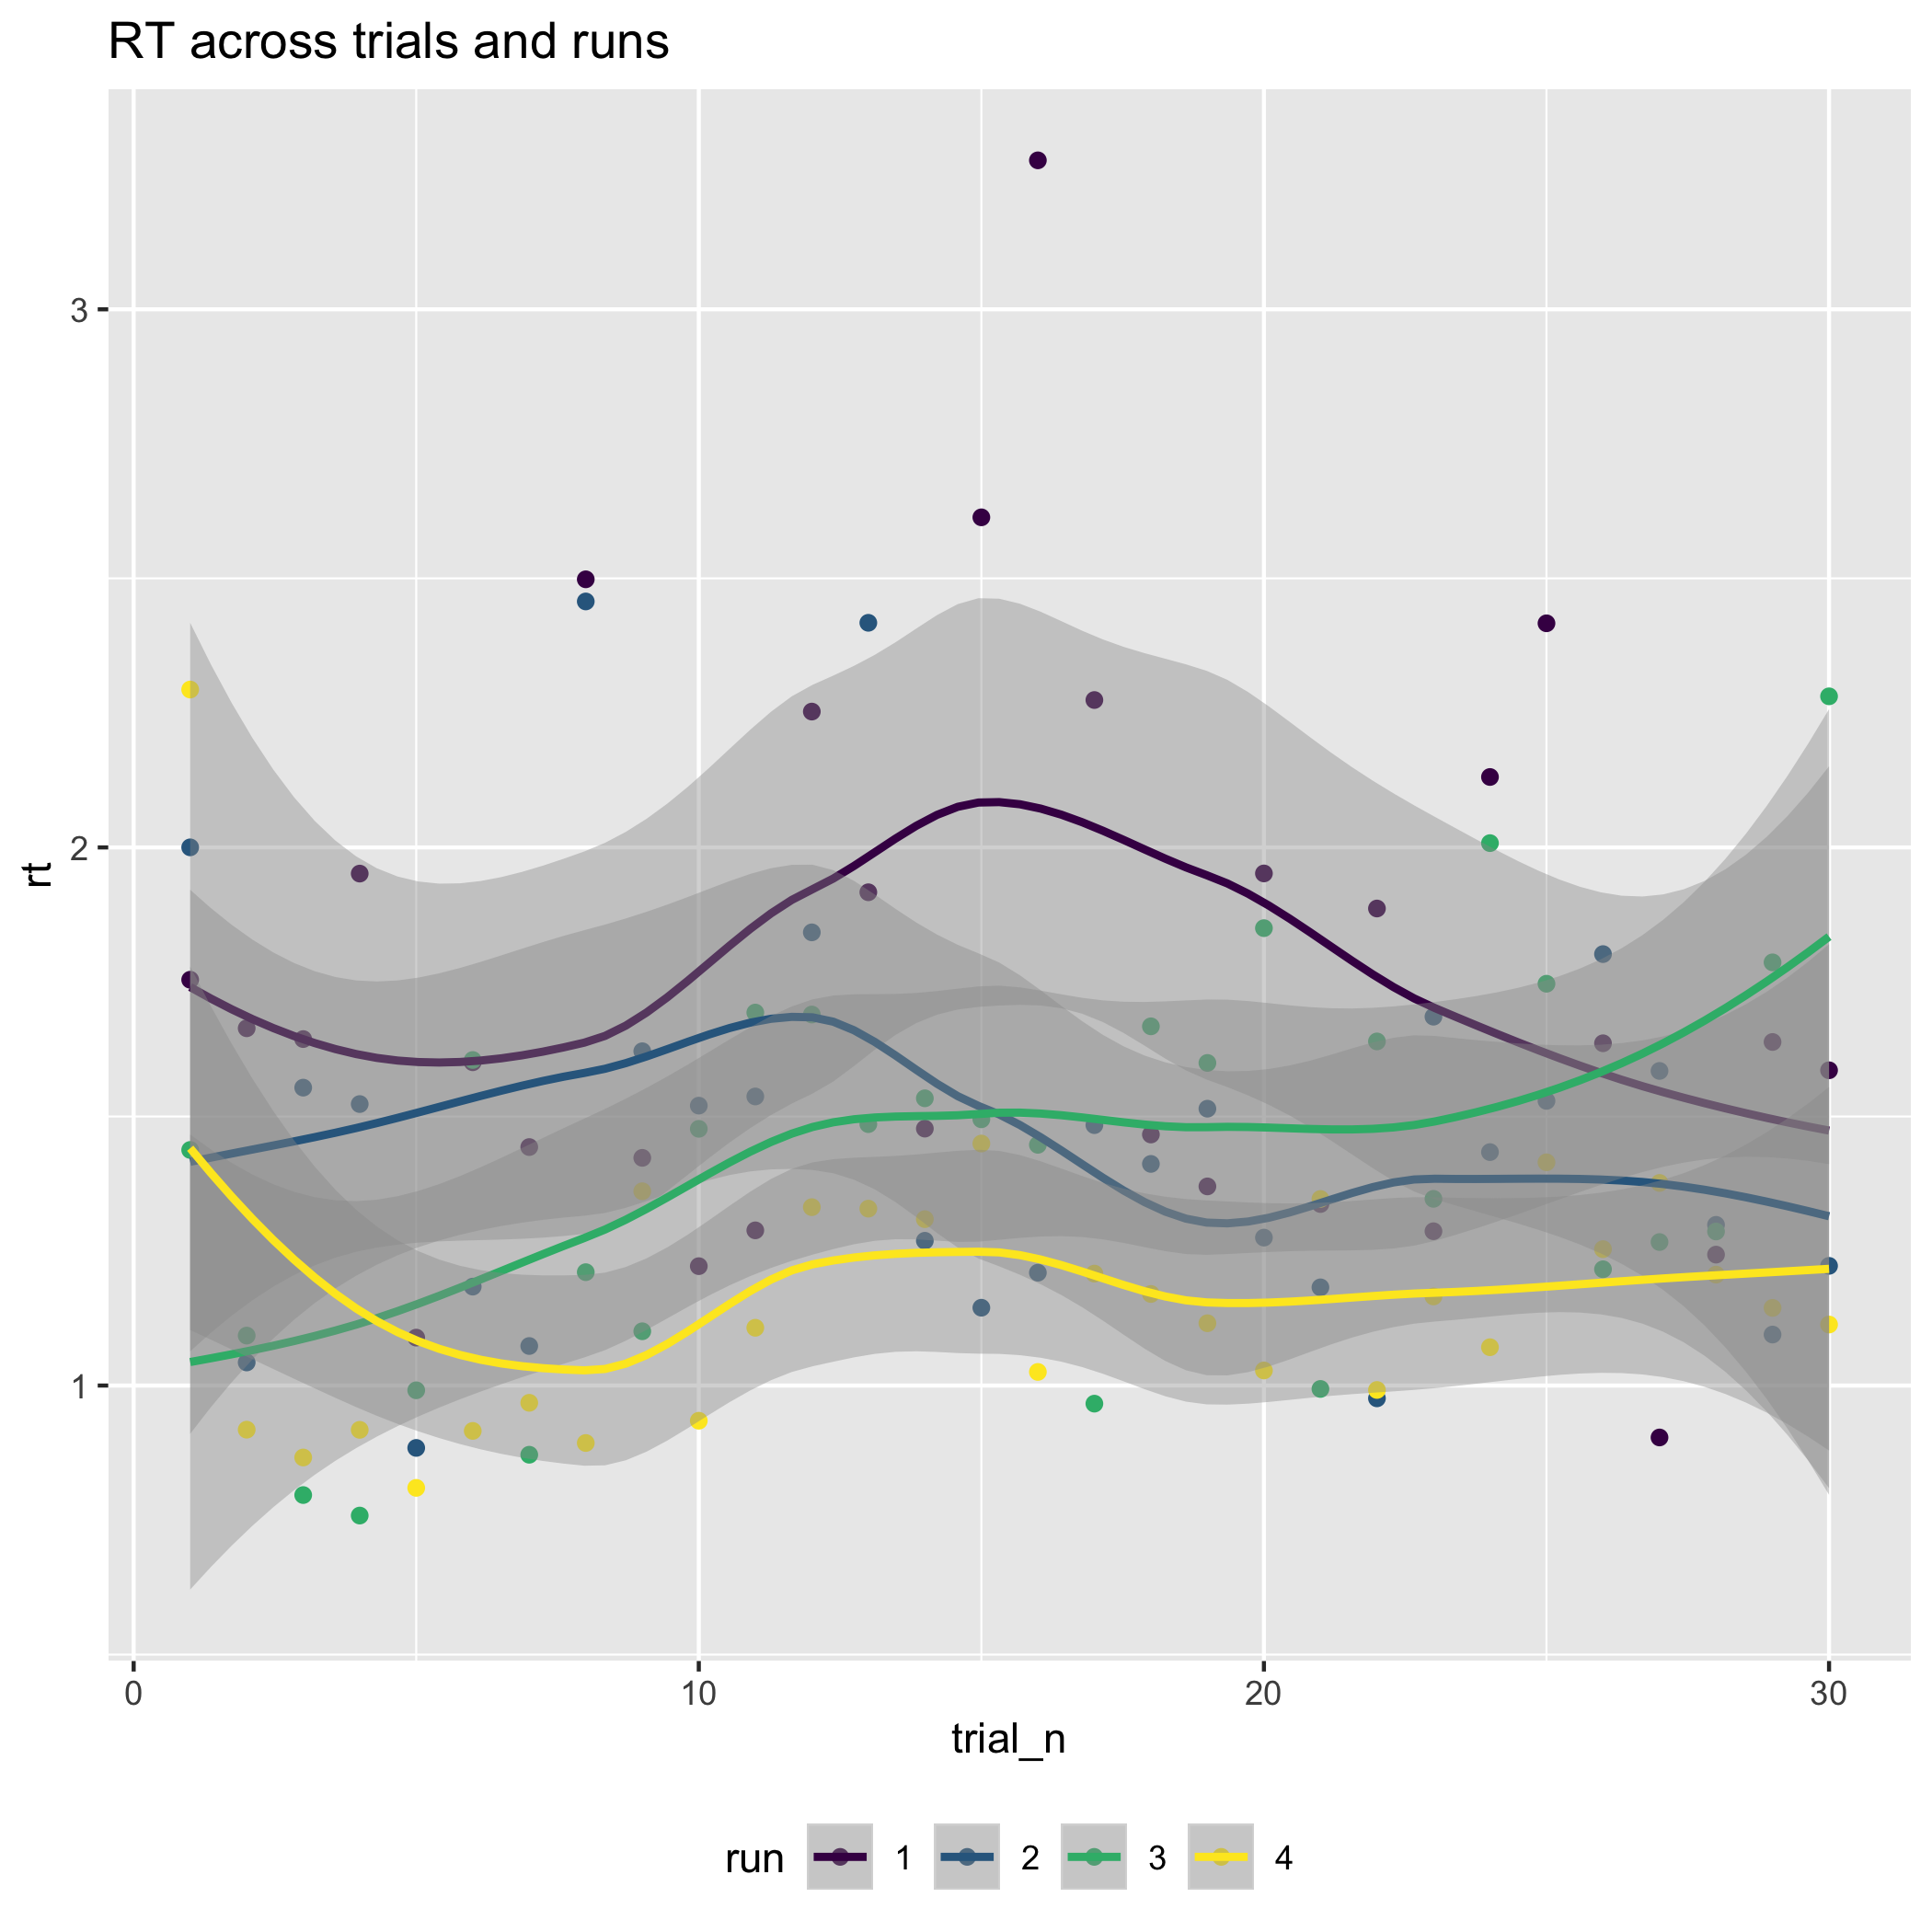 RT across trials and runs
3
2
1
rt
0 10 20 30
trial_n
run 1 2 3 4